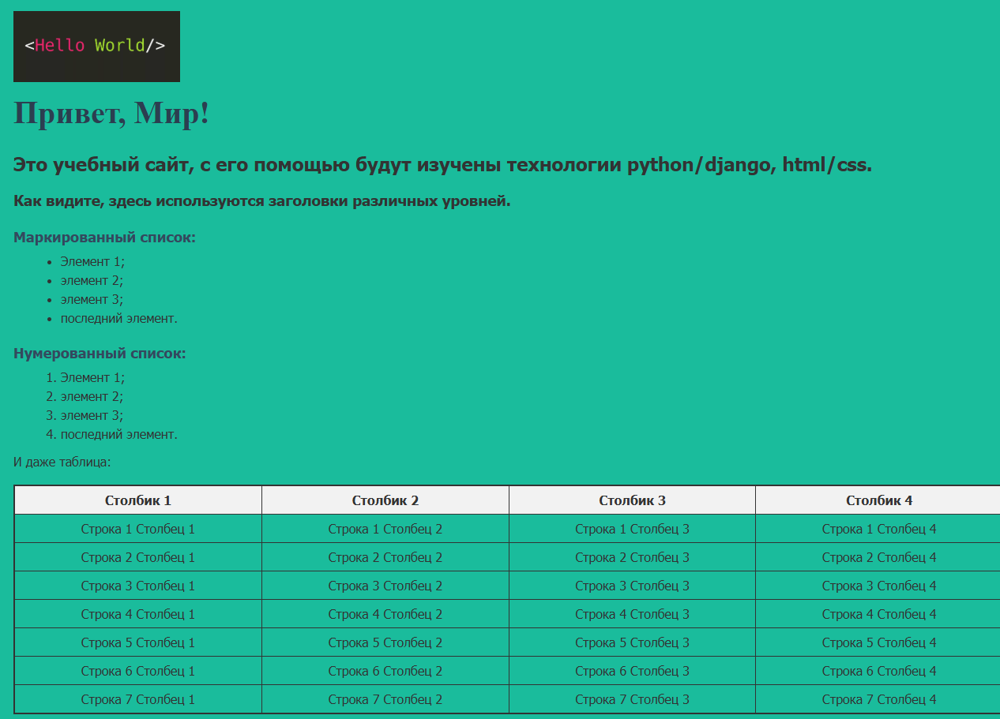 <Hello World/>
Привет, Мир!
Это учебный сайт, с его помощью будут изучены технологии python/django, html/css.
Как видите, здесь используются заголовки различных уровней.
Маркированный список:
• Элемент 1;
• элемент 2;
• элемент 3;
• последний элемент.
Нумерованный список:
1. Элемент 1;
2. элемент 2;
3. элемент 3;
4. последний элемент.
И даже таблица:
Столбик 1 Столбик 2 Столбик 3 Столбик 4
Строка 1 Столбец 1 Строка 1 Столбец 2 Строка 1 Столбец 3 Строка 1 Столбец 4
Строка 2 Столбец 1 Строка 2 Столбец 2 Строка 2 Столбец 3 Строка 2 Столбец 4
Строка 3 Столбец 1 Строка 3 Столбец 2 Строка 3 Столбец 3 Строка 3 Столбец 4
Строка 4 Столбец 1 Строка 4 Столбец 2 Строка 4 Столбец 3 Строка 4 Столбец 4
Строка 5 Столбец 1 Строка 5 Столбец 2 Строка 5 Столбец 3 Строка 5 Столбец 4
Строка 6 Столбец 1 Строка 6 Столбец 2 Строка 6 Столбец 3 Строка 6 Столбец 4
Строка 7 Столбец 1 Строка 7 Столбец 2 Строка 7 Столбец 3 Строка 7 Столбец 4